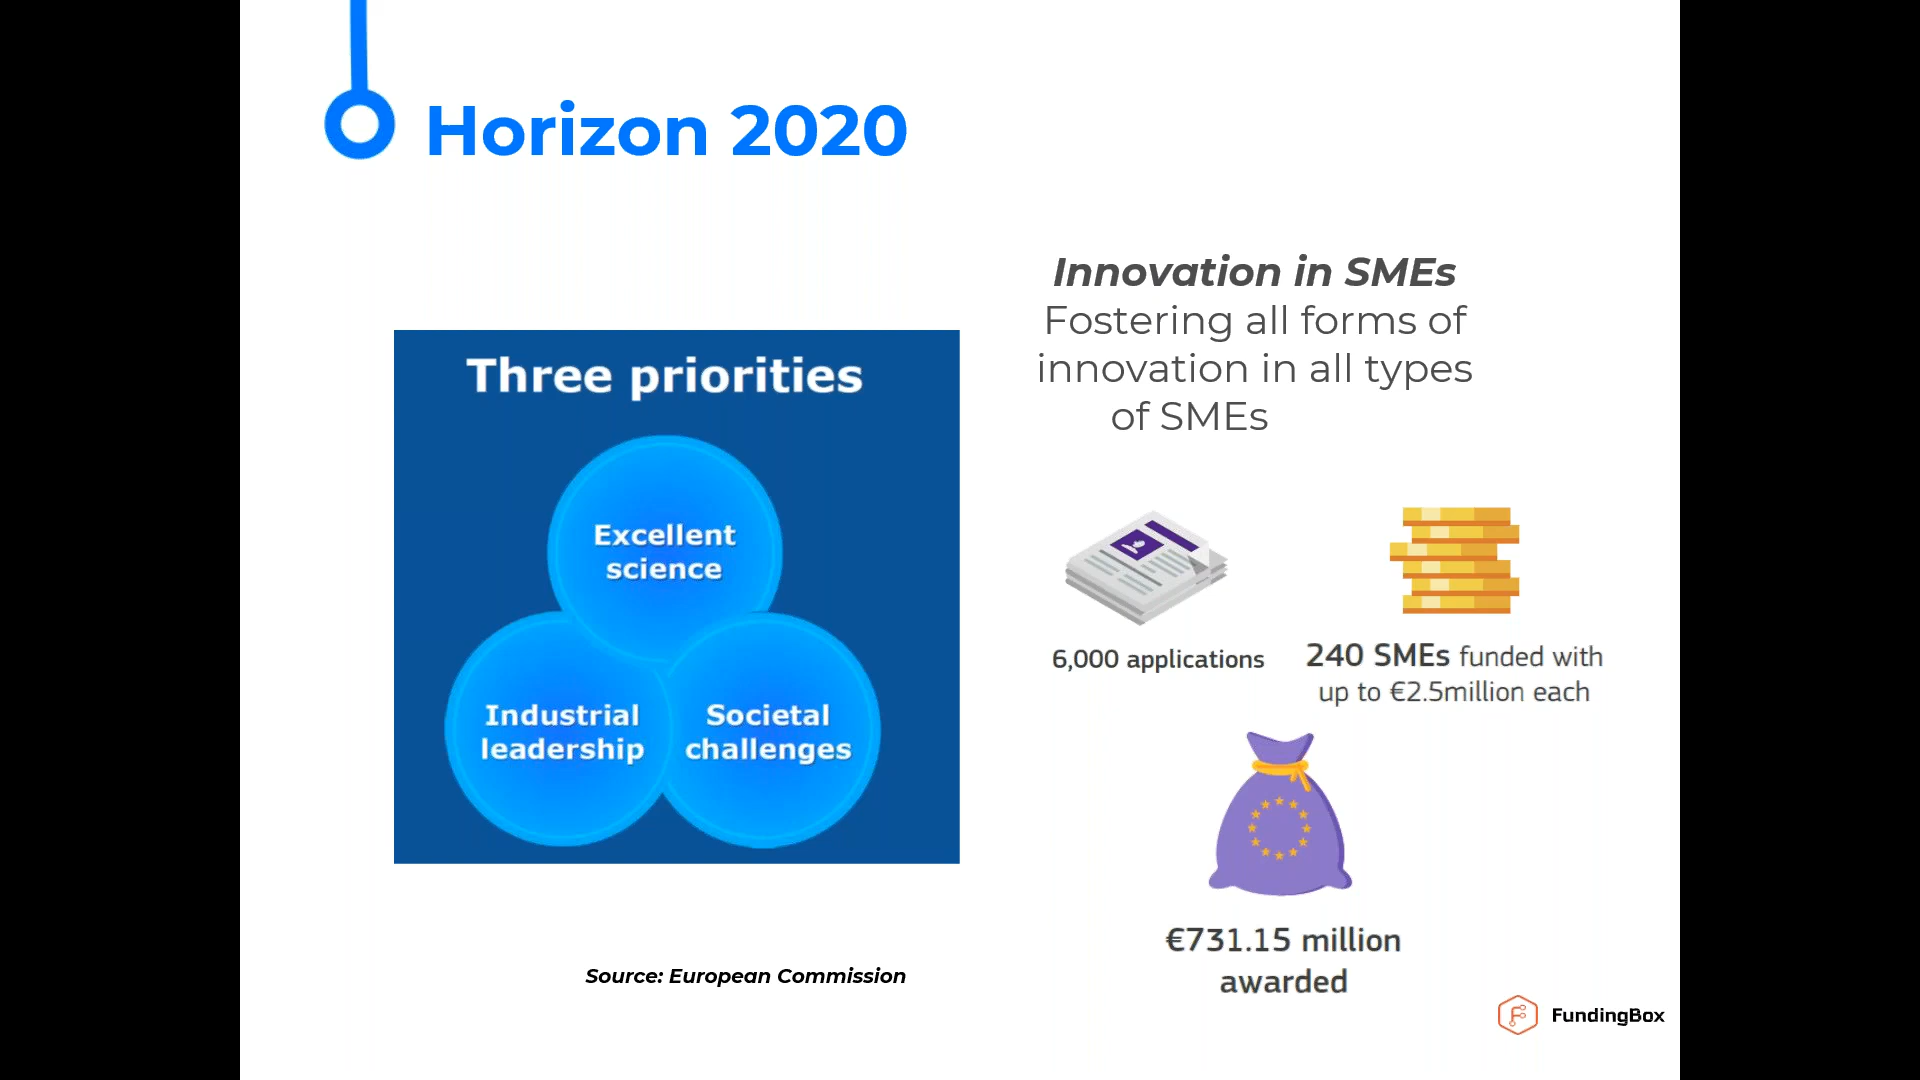 Horizon 2020
Three priorities
Excellent
science
Industrial
leadership
Societal
challenges
Source: European Commission
Innovation in SMEs
Fostering all forms of
innovation in all types
of SMEs
6,000 applications
240 SMEs funded with
up to €2.5million each
€731.15 million
awarded
FundingBox